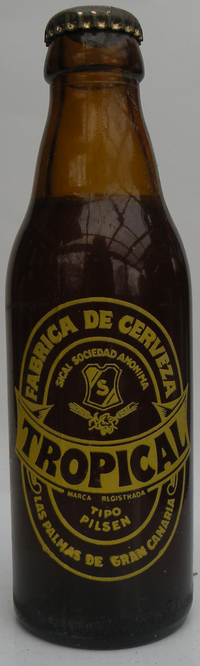 FABRICA DE CERVEZA
SICAL SOCIEDAD ANONIMA
S
TROPICAL
MARCA REGISTRADA
TIPO
PILSEN
LAS PALMAS DE GRAN CANARIA